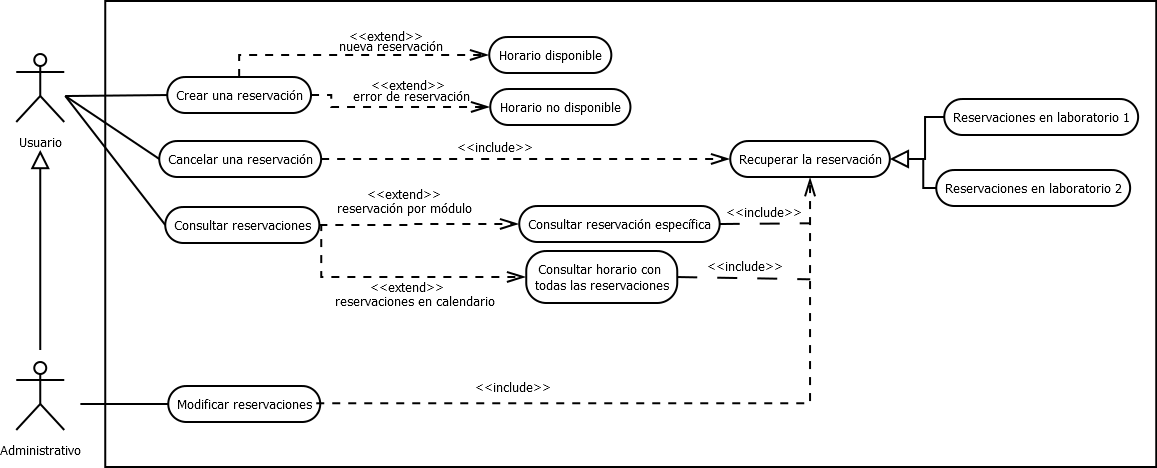 <<extend>>
nueva reservación
Horario disponible
Crear una reservación
<<extend>>
error de reservación
Horario no disponible
Reservaciones en laboratorio 1
Usuario
Cancelar una reservación
<<include>>
Recuperar la reservación
Reservaciones en laboratorio 2
Consultar reservaciones
<<extend>>
reservación por módulo
Consultar reservación específica
<<include>>
<<extend>>
reservaciones en calendario
Consultar horario con
todas las reservaciones
<<include>>
Modificar reservaciones
<<include>>
Administrativo